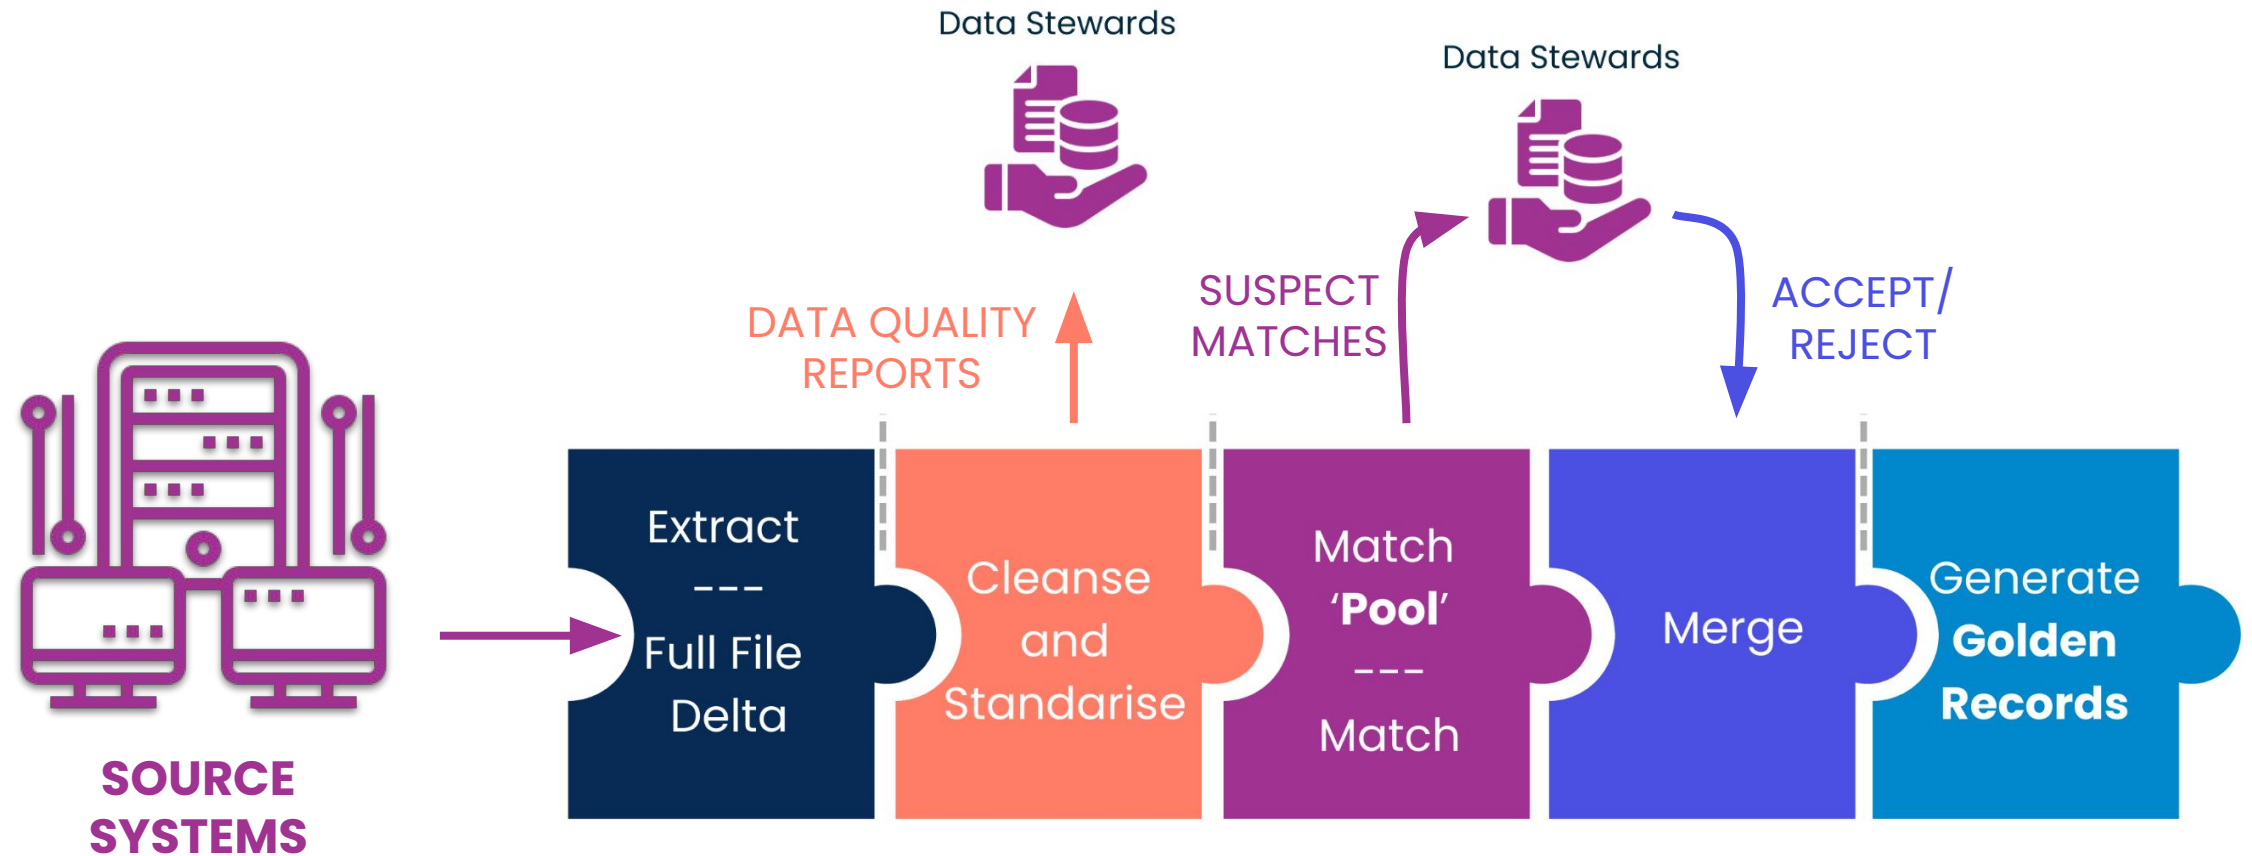 Data Stewards
Data Stewards
DATA QUALITY
REPORTS
SUSPECT
MATCHES
ACCEPT/
REJECT
SOURCE
SYSTEMS
Extract
---
Full File
Delta
Cleanse
and
Standarise
Match
‘Pool’
---
Match
Merge
Generate
Golden
Records